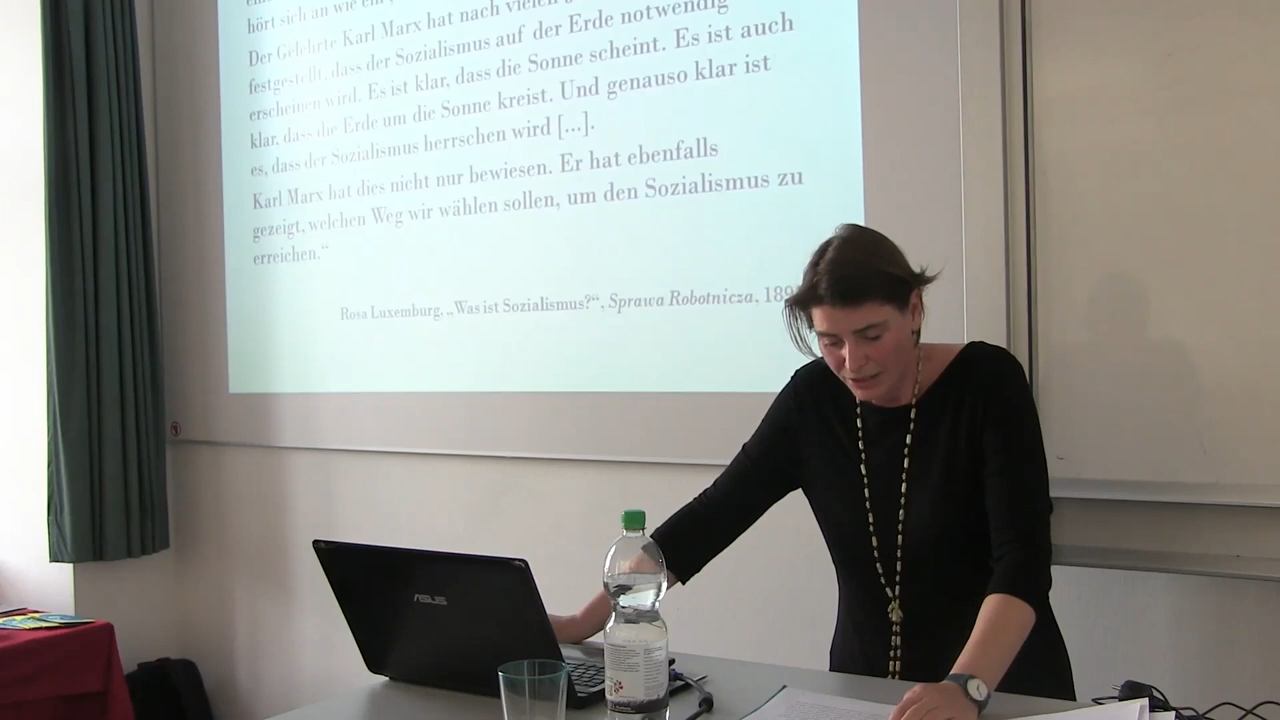 hört sich an wie ein
Der Gelehrte Karl Marx hat nach vielen
festgestellt, dass der Sozialismus auf der Erde notwendig
erscheinen wird. Es ist klar, dass die Sonne scheint. Es ist auch
klar, dass die Erde um die Sonne kreist. Und genauso klar ist
es, dass der Sozialismus herrschen wird [...].
Karl Marx hat dies nicht nur bewiesen. Er hat ebenfalls
gezeigt, welchen Weg wir wählen sollen, um den Sozialismus zu
erreichen.“
Rosa Luxemburg, „Was ist Sozialismus?“, Sprawa Robotnicza, 189
ASUS